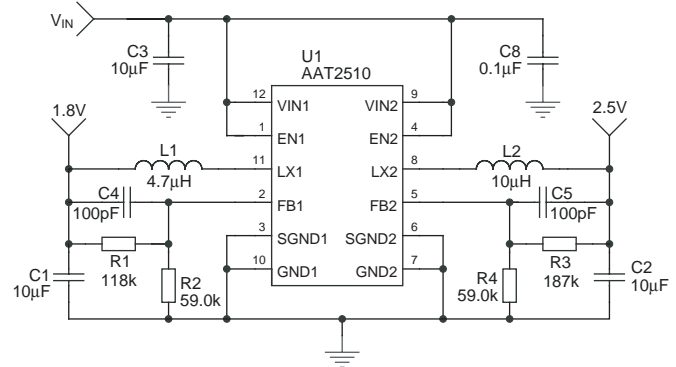 VIN
C3
10µF
U1
AAT2510
C8
0.1µF
1.8V
2.5V
12
VIN1
VIN2
9
1
EN1
EN2
4
L1
4.7µH
11
LX1
LX2
8
L2
10µH
C4
100pF
2
FB1
FB2
5
C5
100pF
3
SGND1
SGND2
6
10
GND1
GND2
7
R1
118k
R2
59.0k
C1
10µF
R4
59.0k
R3
187k
C2
10µF